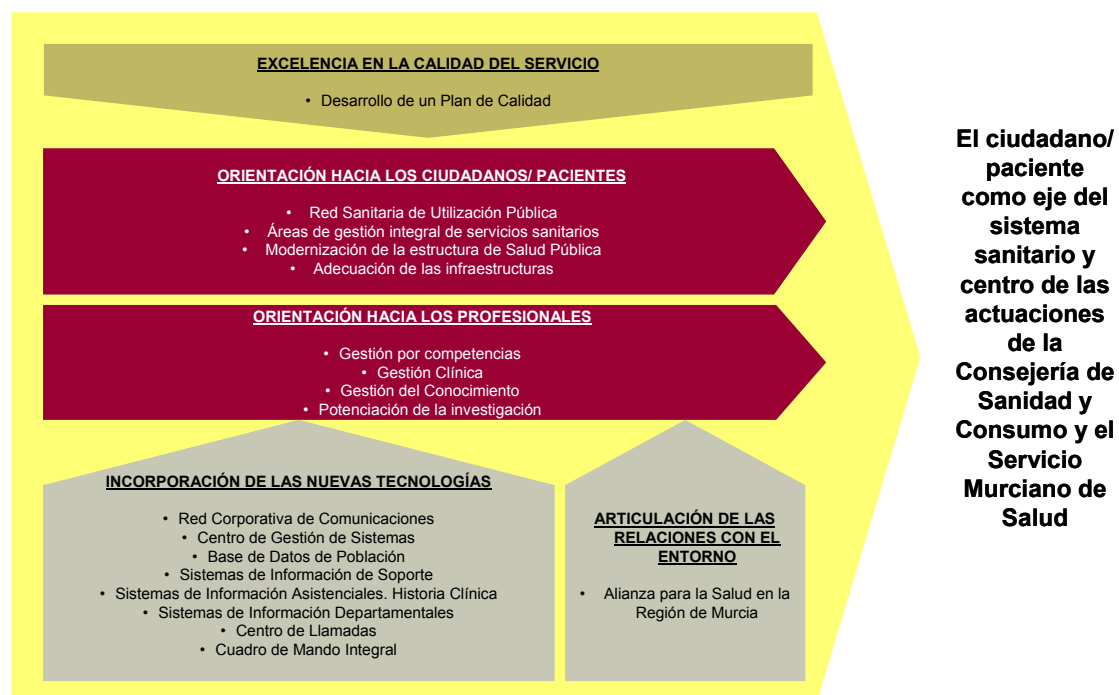 EXCELENCIA EN LA CALIDAD DEL SERVICIO
• Desarrollo de un Plan de Calidad
ORIENTACIÓN HACIA LOS CIUDADANOS/ PACIENTES
• Red Sanitaria de Utilización Pública
• Áreas de gestión integral de servicios sanitarios
• Modernización de la estructura de Salud Pública
• Adecuación de las infraestructuras
ORIENTACIÓN HACIA LOS PROFESIONALES
• Gestión por competencias
• Gestión Clínica
• Gestión del Conocimiento
• Potenciación de la investigación
INCORPORACIÓN DE LAS NUEVAS TECNOLOGÍAS
• Red Corporativa de Comunicaciones
• Centro de Gestión de Sistemas
• Base de Datos de Población
• Sistemas de Información de Soporte
• Sistemas de Información Asistenciales. Historia Clínica
• Sistemas de Información Departamentales
• Centro de Llamadas
• Cuadro de Mando Integral
ARTICULACIÓN DE LAS
RELACIONES CON EL
ENTORNO
• Alianza para la Salud en la
Región de Murcia
El ciudadano/
paciente
como eje del
sistema
sanitario y
centro de las
actuaciones
de la
Consejería de
Sanidad y
Consumo y el
Servicio
Murciano de
Salud